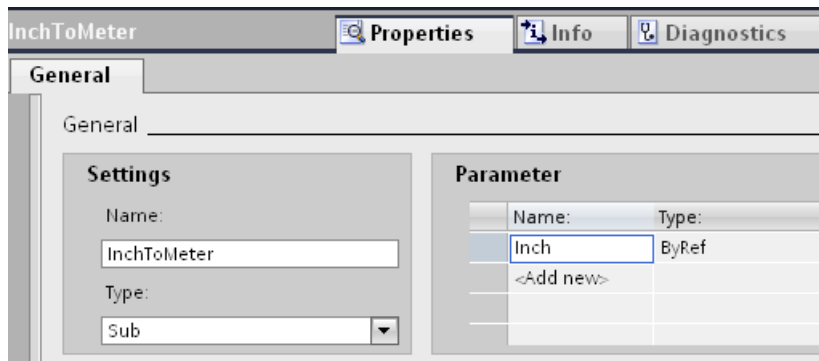 InchToMeter Properties Info Diagnostics
General
General
Settings Parameter
Name: Name: Type:
InchToMeter Inch ByRef
Type: <Add new>
Sub